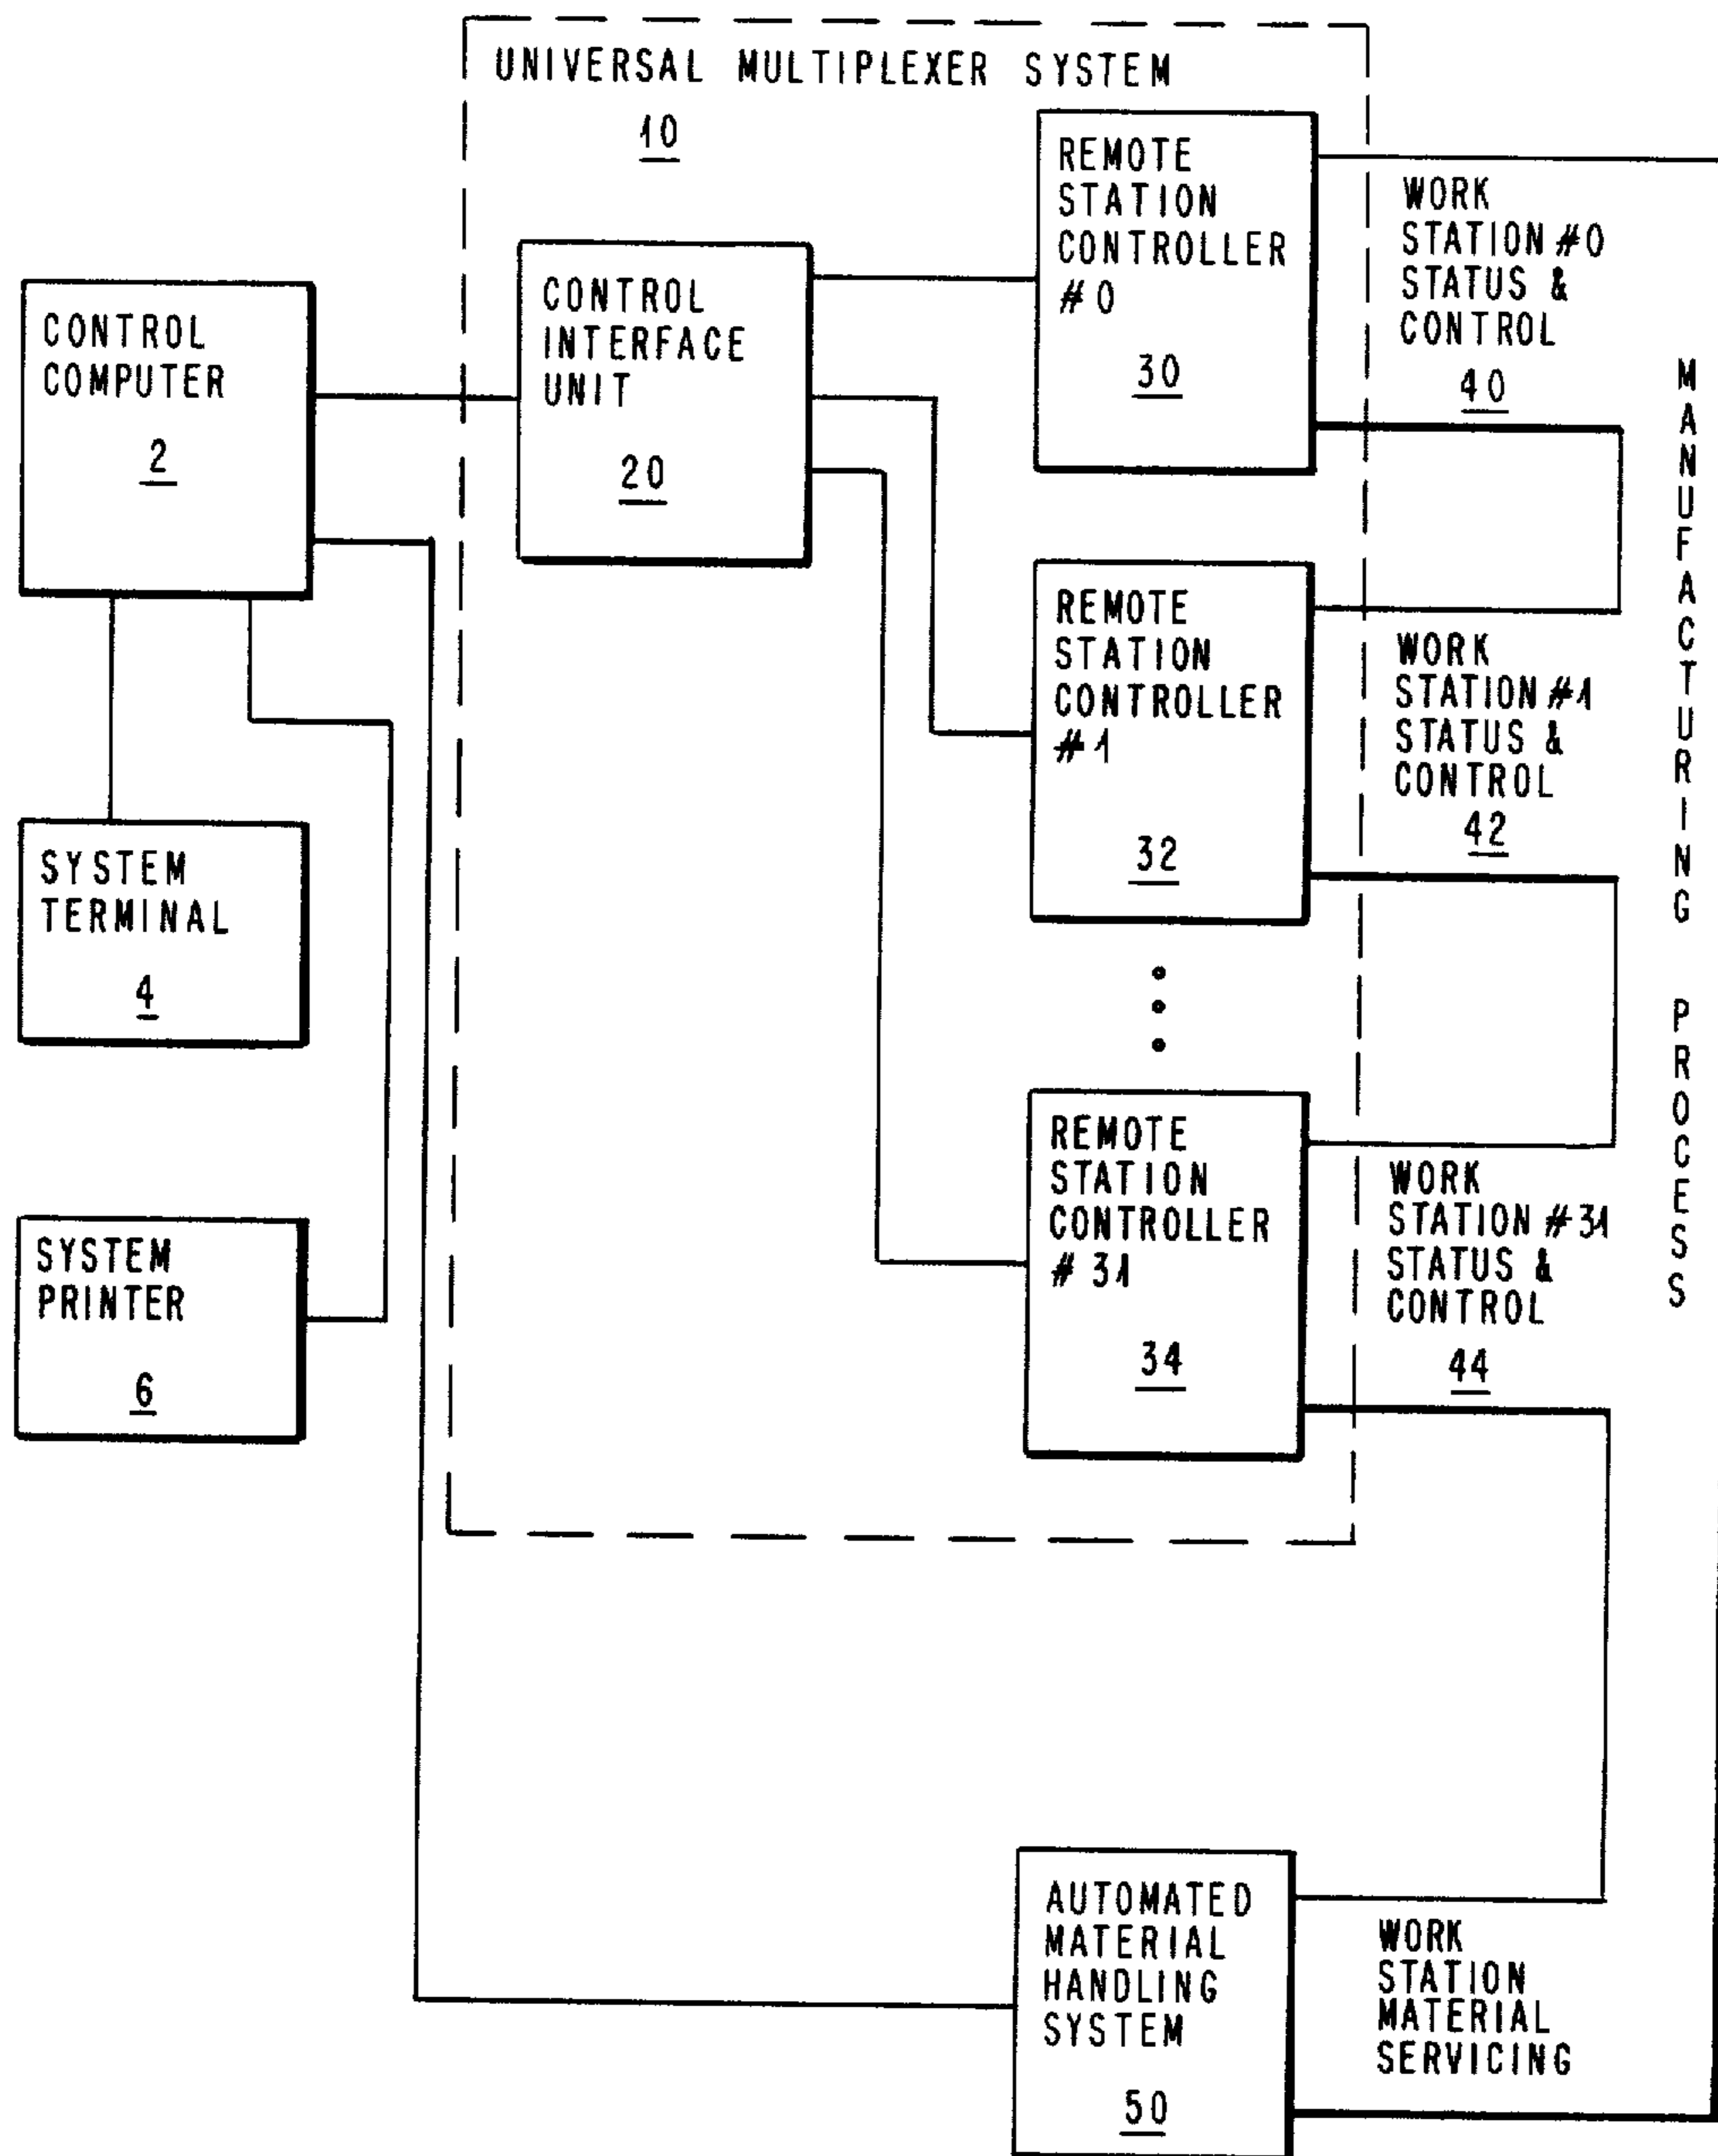 UNIVERSAL MULTIPLEXER SYSTEM
10
CONTROL
COMPUTER
2
SYSTEM
TERMINAL
4
SYSTEM
PRINTER
6
CONTROL
INTERFACE
UNIT
20
REMOTE
STATION
CONTROLLER
#0
30
REMOTE
STATION
CONTROLLER
#1
32
REMOTE
STATION
CONTROLLER
#31
34
WORK
STATION #0
STATUS &
CONTROL
40
WORK
STATION #1
STATUS &
CONTROL
42
WORK
STATION #31
STATUS &
CONTROL
44
MANUFACTURING PROCESS
AUTOMATED
MATERIAL
HANDLING
SYSTEM
50
WORK
STATION
MATERIAL
SERVICING